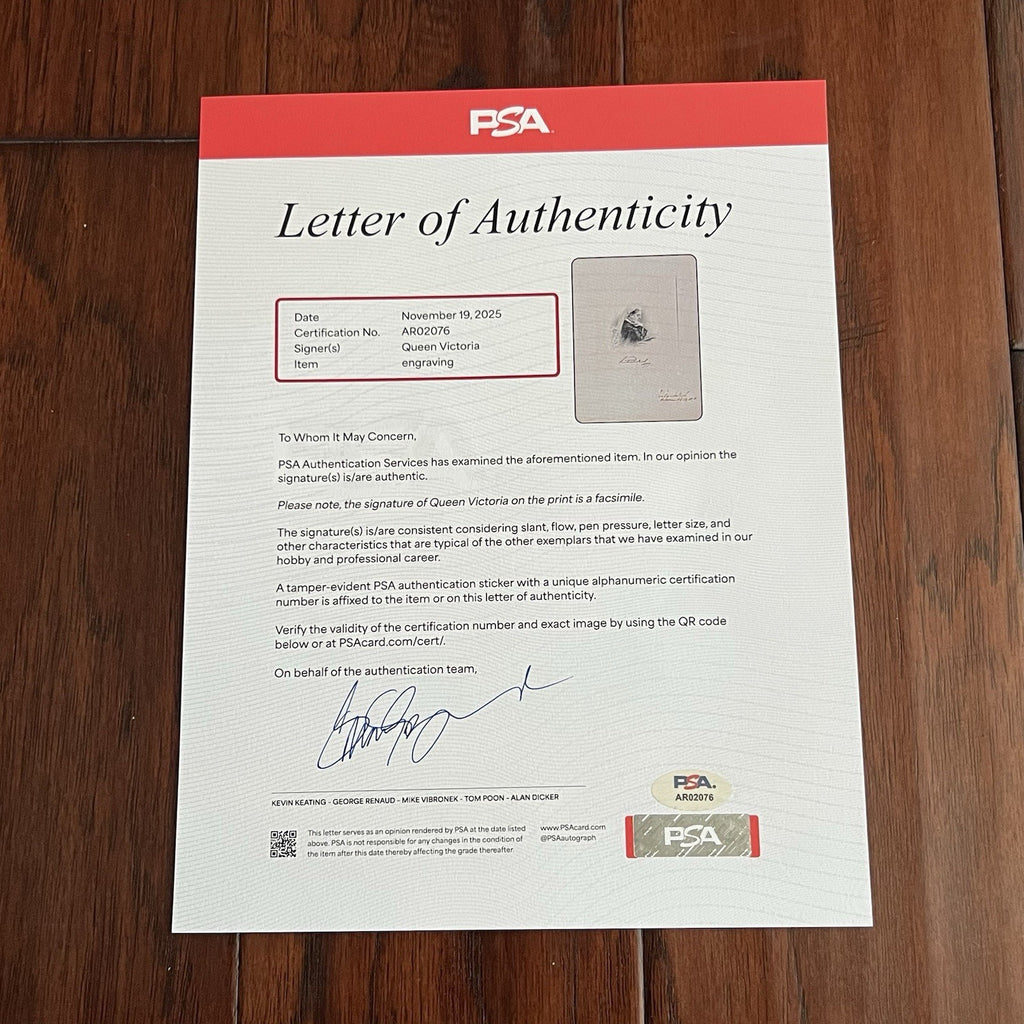 PSA
Letter of Authenticity
Date November 19, 2025
Certification No. AR02076
Signer(s) Queen Victoria
Item engraving
To Whom It May Concern,
PSA Authentication Services has examined the aforementioned item. In our opinion the
signature(s) is/are authentic.
Please note, the signature of Queen Victoria on the print is a facsimile.
The signature(s) is/are consistent considering slant, flow, pen pressure, letter size, and
other characteristics that are typical of the other exemplars that we have examined in our
hobby and professional career.
A tamper-evident PSA authentication sticker with a unique alphanumeric certification
number is affixed to the item or on this letter of authenticity.
Verify the validity of the certification number and exact image by using the QR code
below or at PSAcard.com/cert/.
On behalf of the authentication team,
KEVIN KEATING - GEORGE RENAUD - MIKE VIBRONEK - TOM POON - ALAN DICKER
This letter serves as an opinion rendered by PSA at the date listed
above. PSA is not responsible for any changes in the condition of
the item after this date thereby affecting the grade thereafter.
www.PSAcard.com
@PSAautograph
PSA.
AR02076
PSA